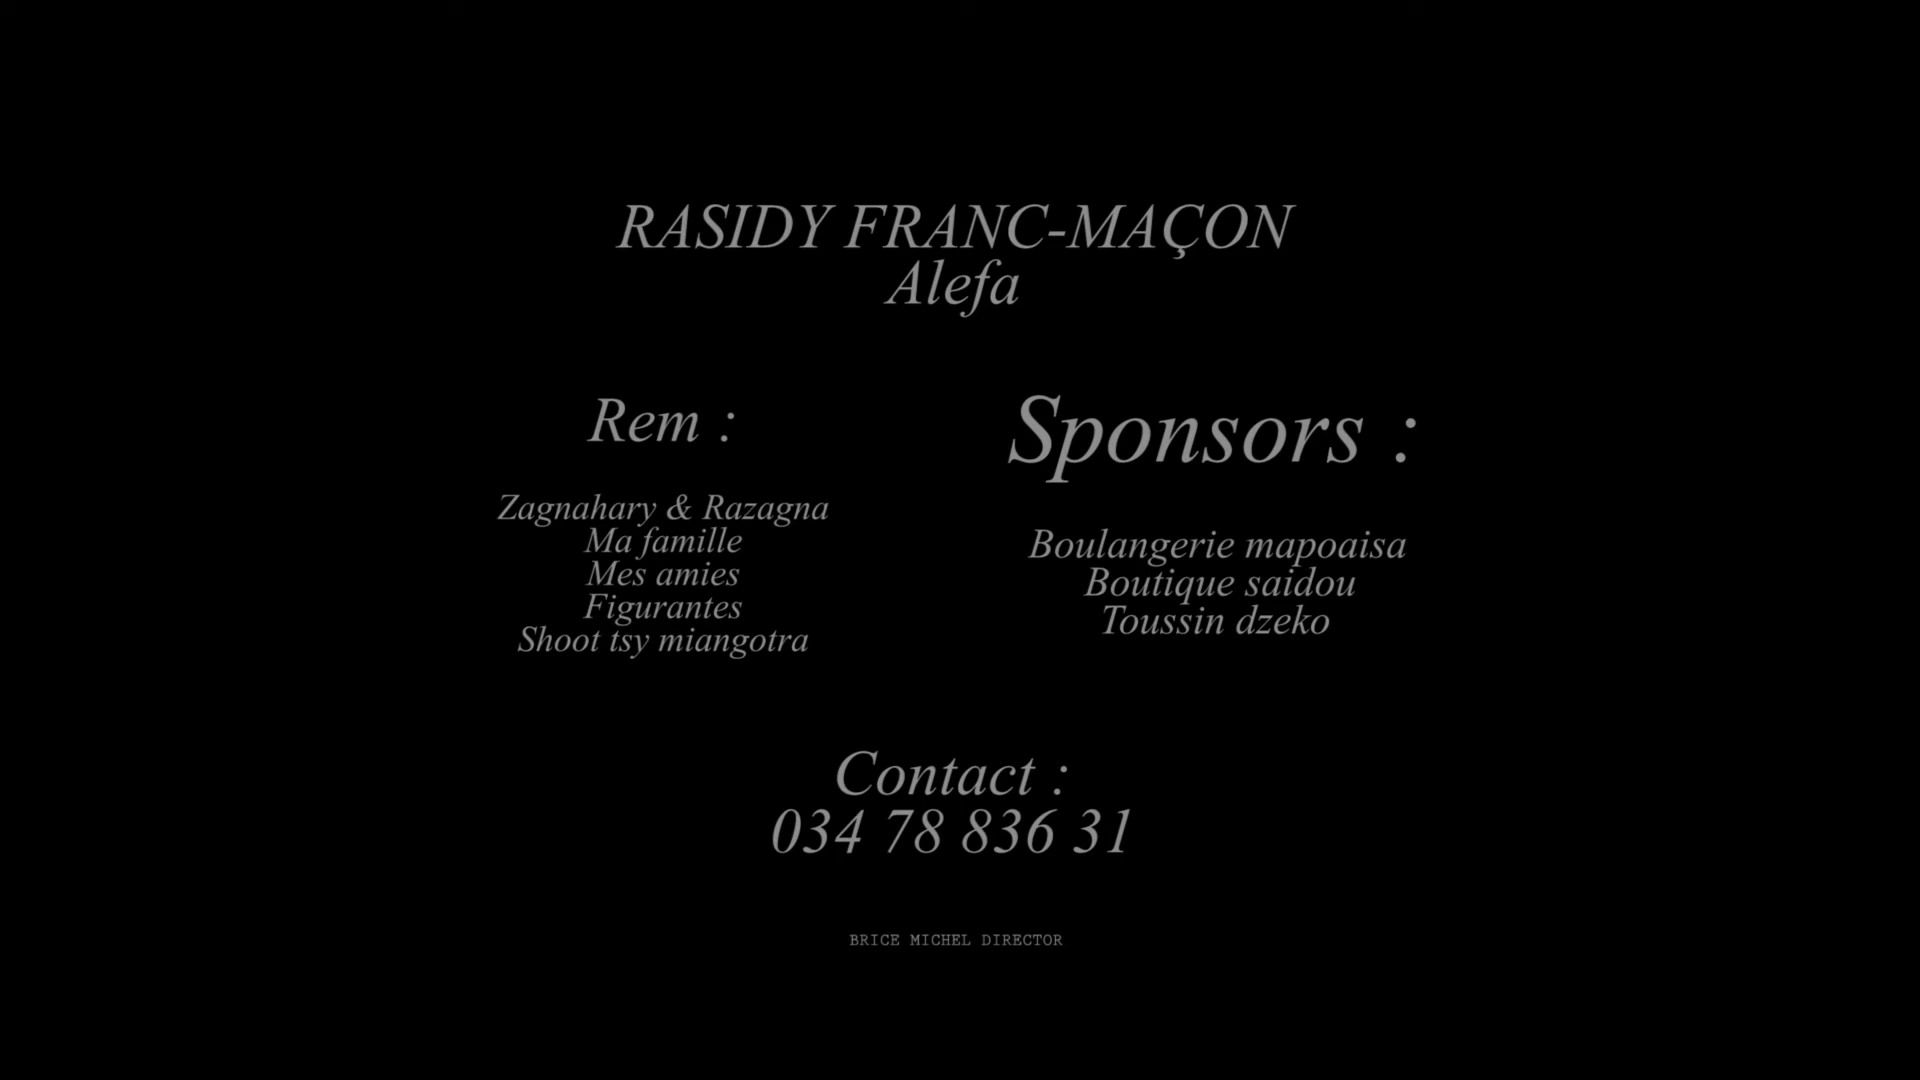 RASIDY FRANC-MAÇON
Alefa
Rem :
Zagnahary & Razagna
Ma famille
Mes amies
Figurantes
Shoot tsy miangotra
Sponsors :
Boulangerie mapoaisa
Boutique saidou
Toussin dzeko
Contact :
034 78 836 31
BRICE MICHEL DIRECTOR